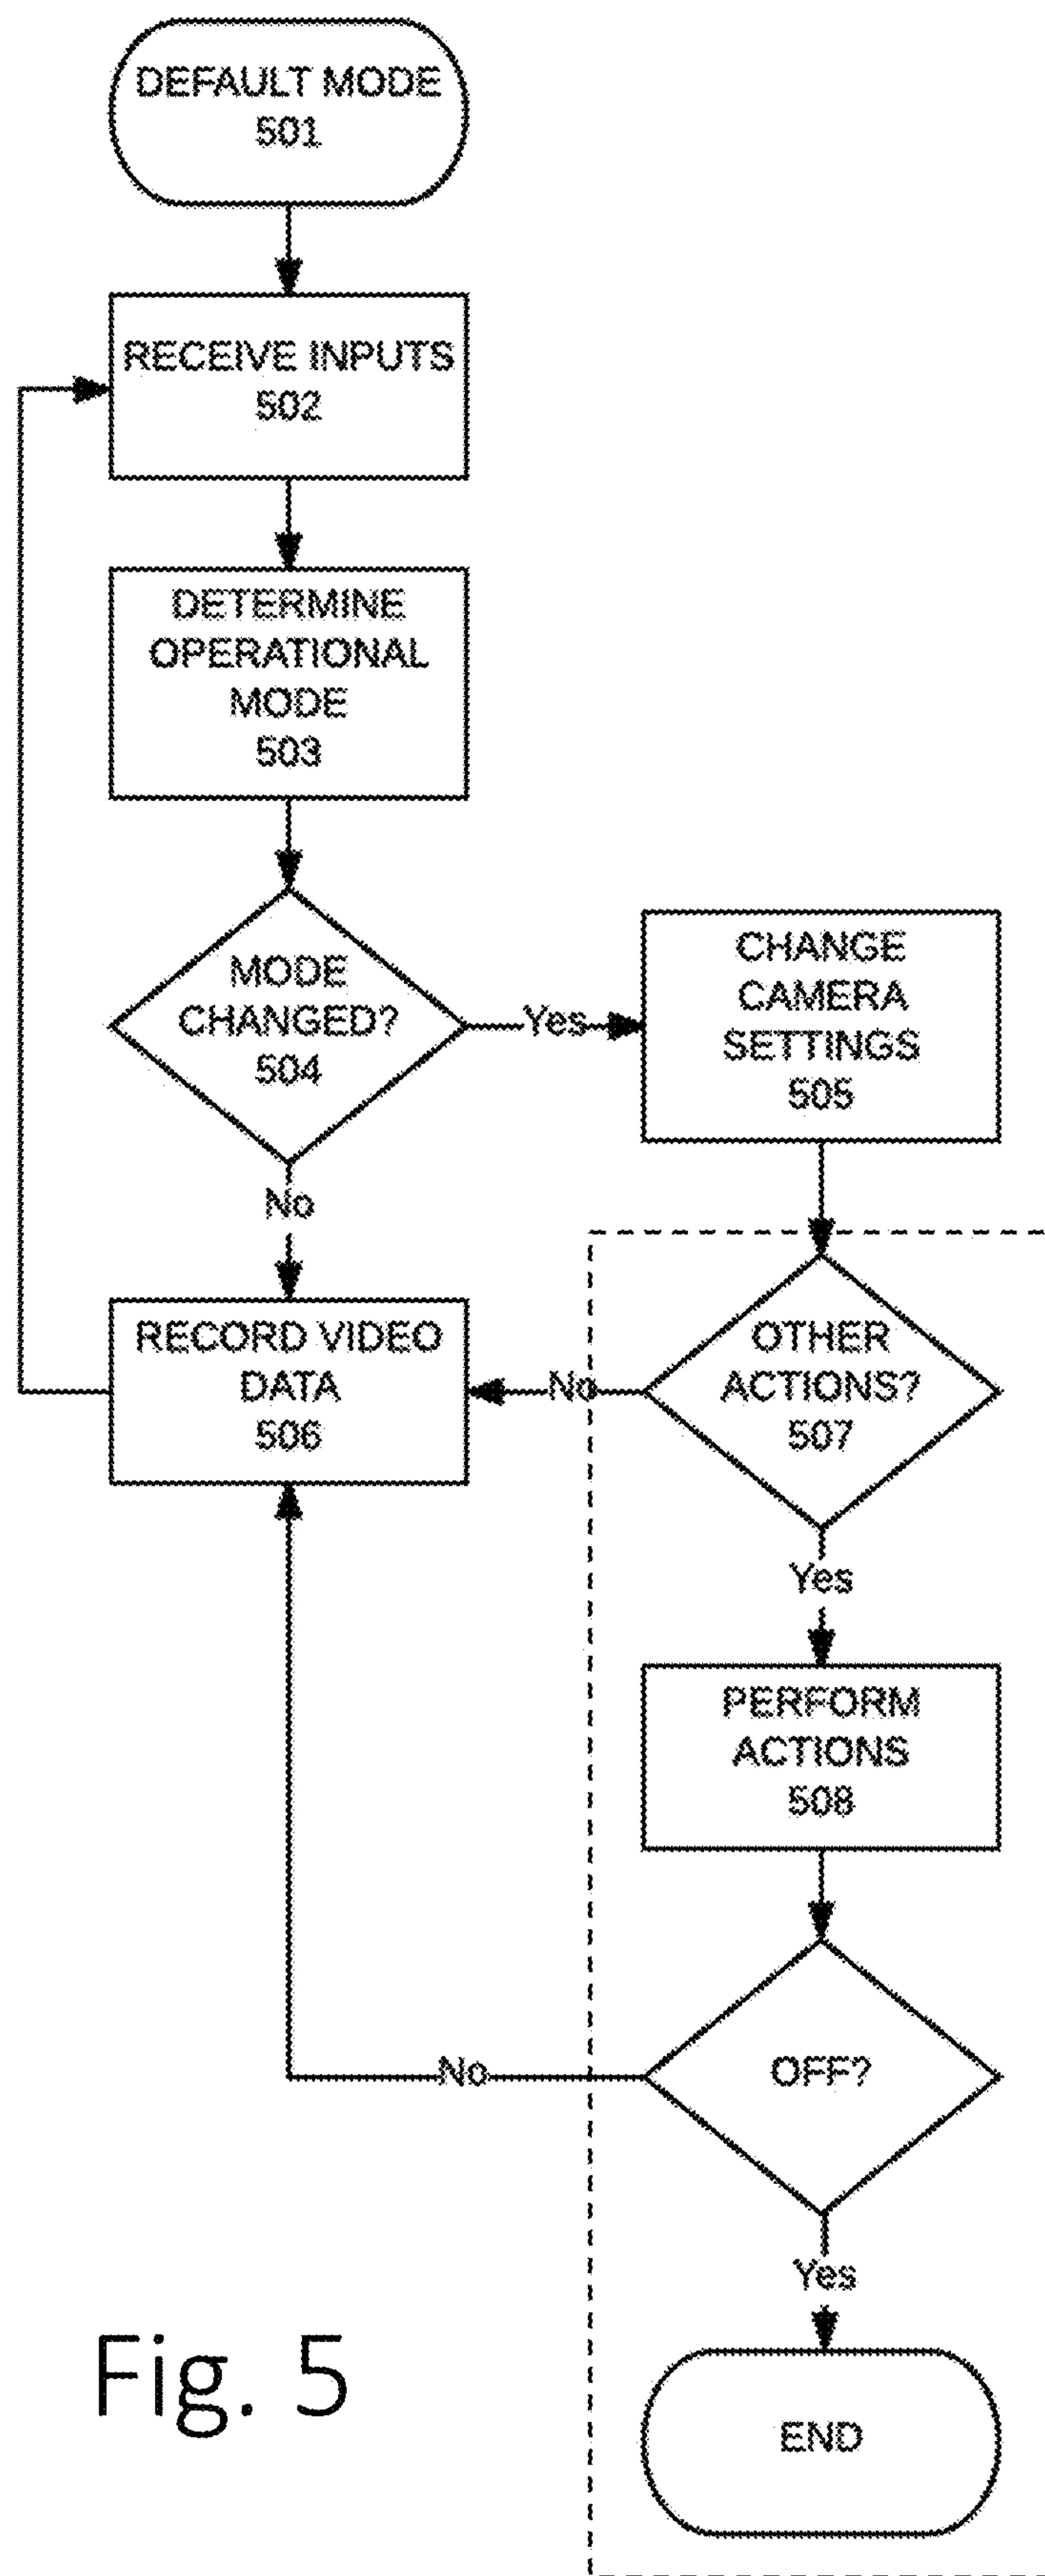 DEFAULT MODE
501
RECEIVE INPUTS
502
DETERMINE
OPERATIONAL
MODE
503
MODE
CHANGED?
504
Yes
CHANGE
CAMERA
SETTINGS
505
No
RECORD VIDEO
DATA
506
No
OTHER
ACTIONS?
507
Yes
PERFORM
ACTIONS
508
OFF?
No
Yes
END
Fig. 5